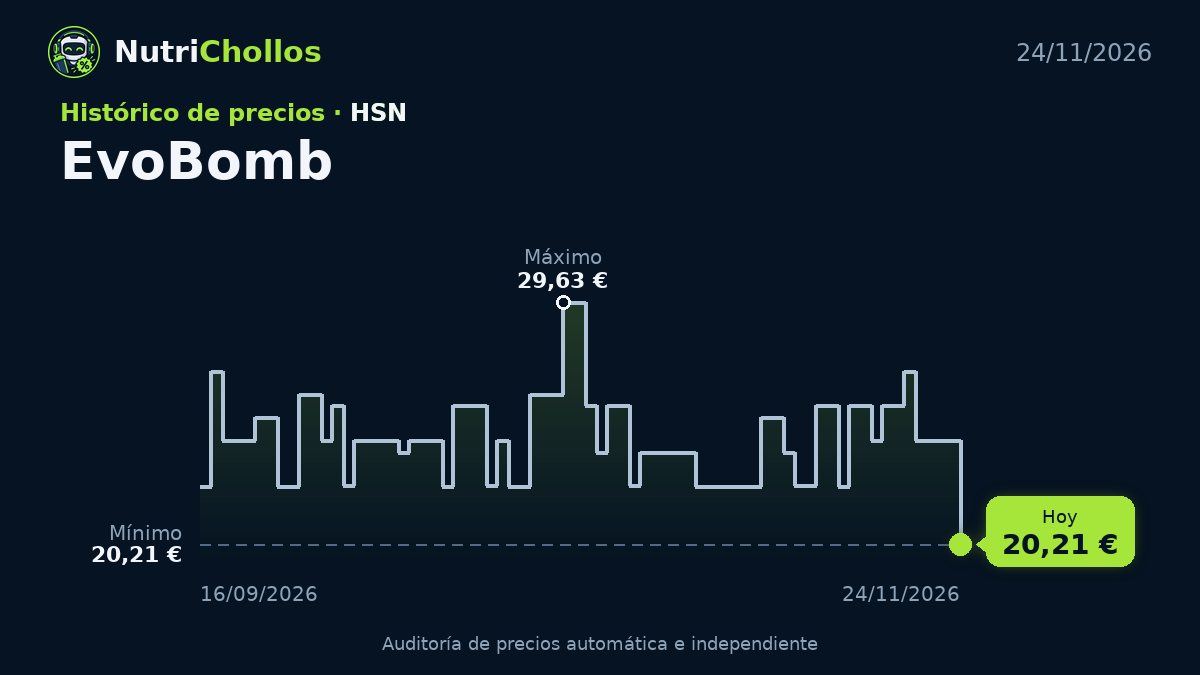 NutriChollos
24/11/2026
Histórico de precios · HSN
EvoBomb
Máximo
29,63 €
Mínimo
20,21 €
Hoy
20,21 €
16/09/2026
24/11/2026
Auditoría de precios automática e independiente